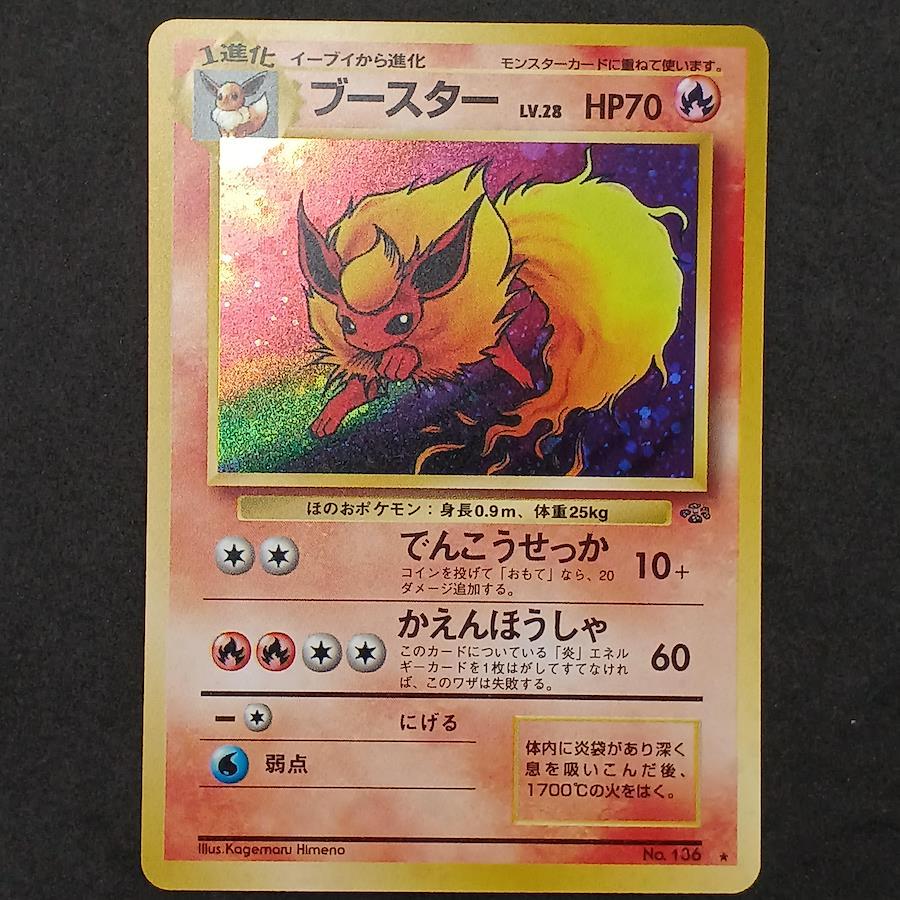 1進化
イーブイから進化
モンスターカードに重ねて使います。
ブースター LV.28 HP70
ほのおポケモン：身長0.9m、体重25kg
でんこうせっか 10+
コインを投げて「おもて」なら、20
ダメージ追加する。
かえんほうしゃ 60
このカードについている「炎」エネル
ギーカードを1枚はがしてすてなけれ
ば、このワザは失敗する。
にげる
弱点
体内に炎袋があり深く
息を吸いこんだ後、
1700℃の火をはく。
Illus.Kagemaru Himeno
No. 136 ★